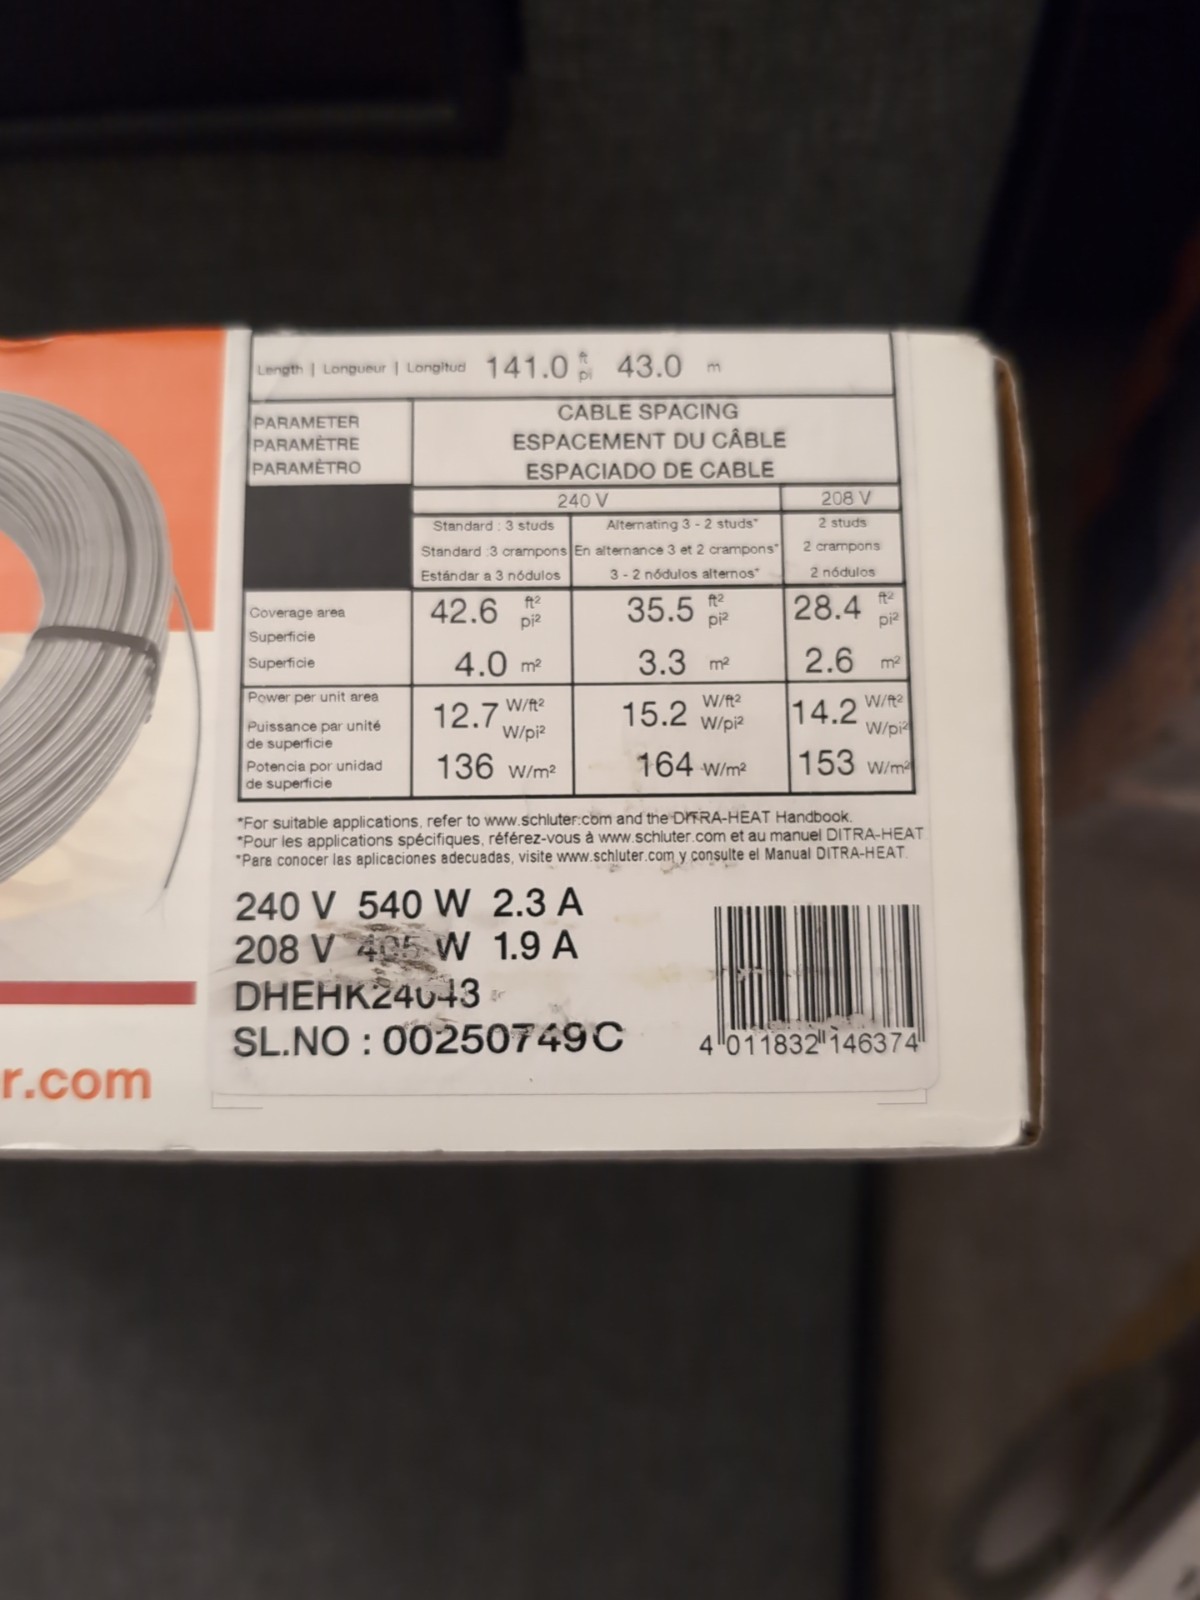 Length | Longueur | Longitud 141.0 ft pi 43.0 m
PARAMETER
PARAMÈTRE
PARAMÈTRO
CABLE SPACING
ESPACEMENT DU CÂBLE
ESPACIADO DE CABLE
240 V 208 V
Standard : 3 studs Alternating 3 - 2 studs* 2 studs
Standard :3 crampons En alternance 3 et 2 crampons* 2 crampons
Estándar a 3 nódulos 3 - 2 nódulos alternos* 2 nódulos
Coverage area
Superficie
Superficie
42.6 ft² pi² 35.5 ft² pi² 28.4 ft² pi²
4.0 m² 3.3 m² 2.6 m²
Power per unit area
Puissance par unité
de superficie
Potencia por unidad
de superficie
12.7 W/ft² W/pi² 15.2 W/ft² W/pi² 14.2 W/ft² W/pi²
136 W/m² 164 W/m² 153 W/m²
*For suitable applications, refer to www.schluter.com and the DITRA-HEAT Handbook.
*Pour les applications spécifiques, référez-vous à www.schluter.com et au manuel DITRA-HEAT
*Para conocer las aplicaciones adecuadas, visite www.schluter.com y consulte el Manual DITRA-HEAT.
240 V 540 W 2.3 A
208 V W 1.9 A
DHEHK24043
SL.NO : 00250749C
4 011832 146374
r.com